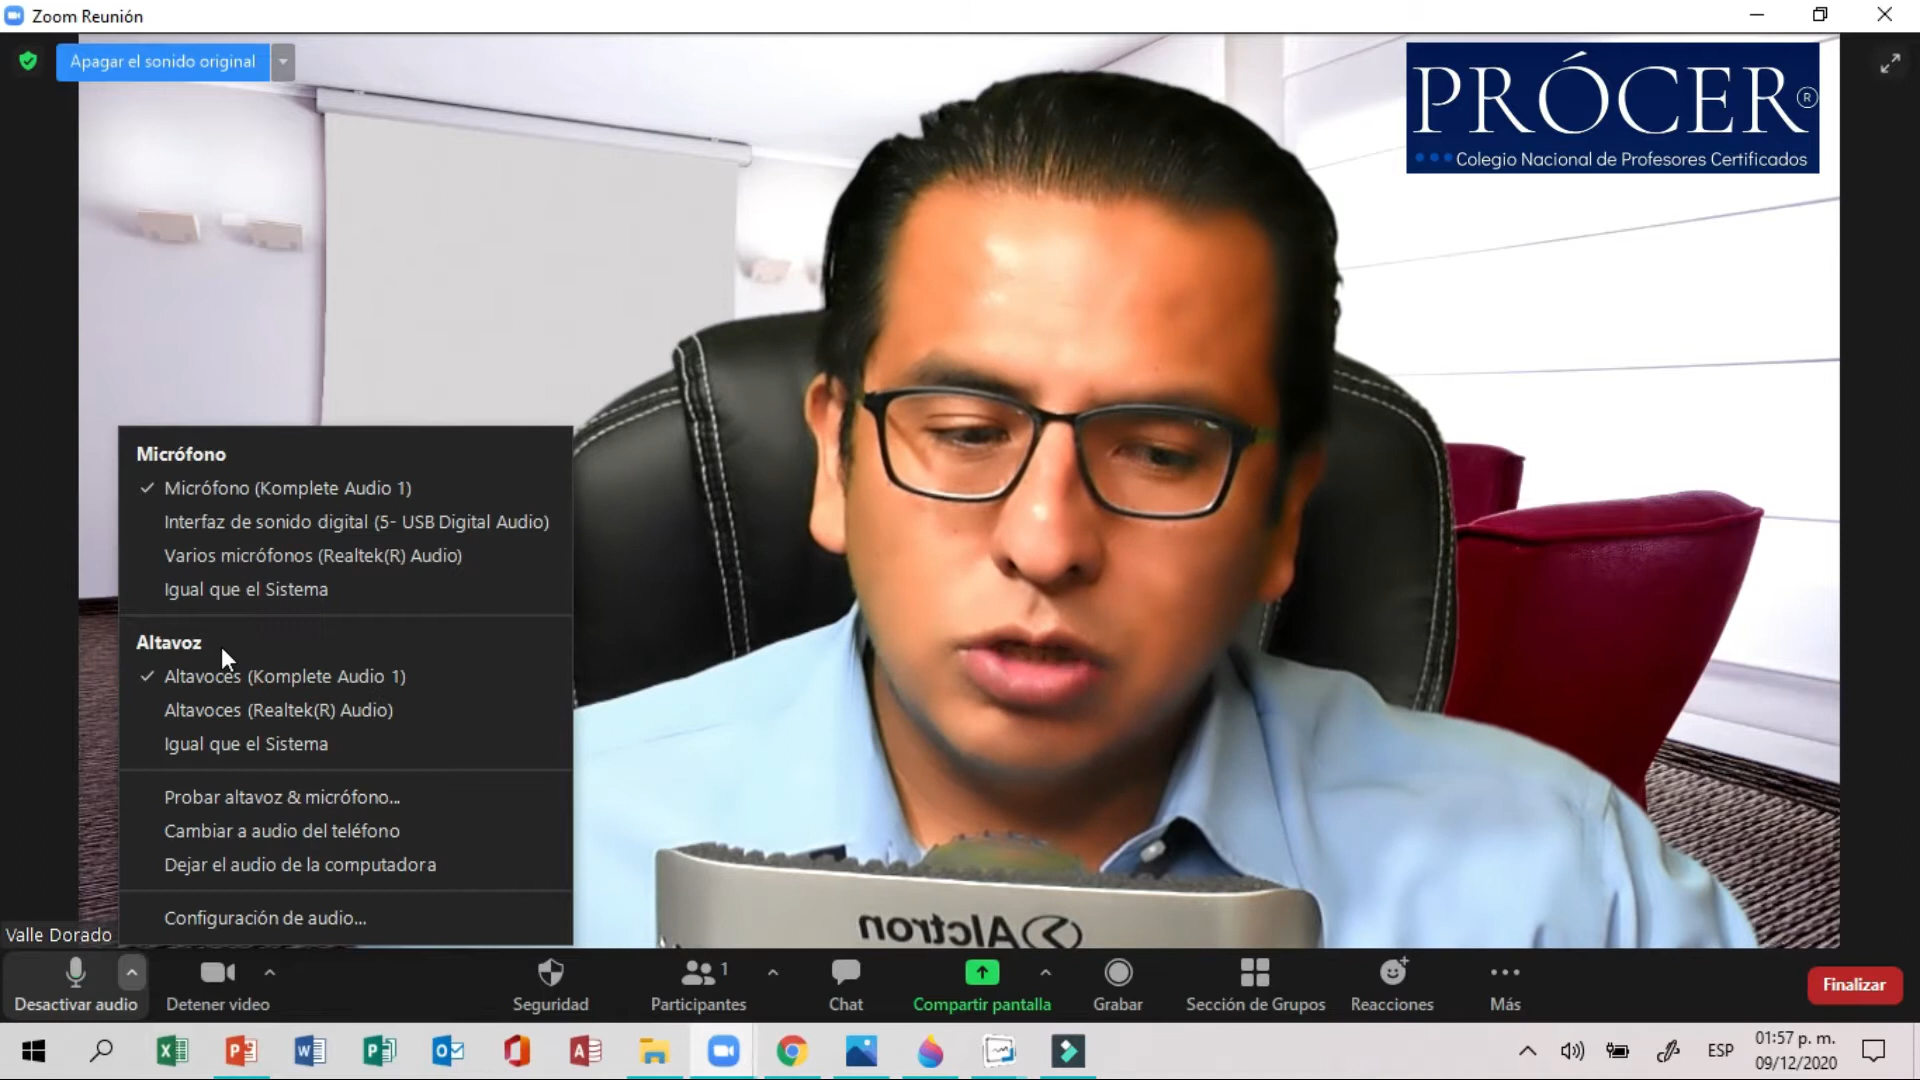 Zoom Reunión
Apagar el sonido original
PRÓCER®
Colegio Nacional de Profesores Certificados
Micrófono
Micrófono (Komplete Audio 1)
Interfaz de sonido digital (5- USB Digital Audio)
Varios micrófonos (Realtek(R) Audio)
Igual que el Sistema
Altavoz
Altavoces (Komplete Audio 1)
Altavoces (Realtek(R) Audio)
Igual que el Sistema
Probar altavoz & micrófono...
Cambiar a audio del teléfono
Dejar el audio de la computadora
Configuración de audio...
Alctron
Valle Dorado
1
Desactivar audio
Detener video
Seguridad
Participantes
Chat
Compartir pantalla
Grabar
Sección de Grupos
Reacciones
Más
Finalizar
ESP
01:57 p. m.
09/12/2020